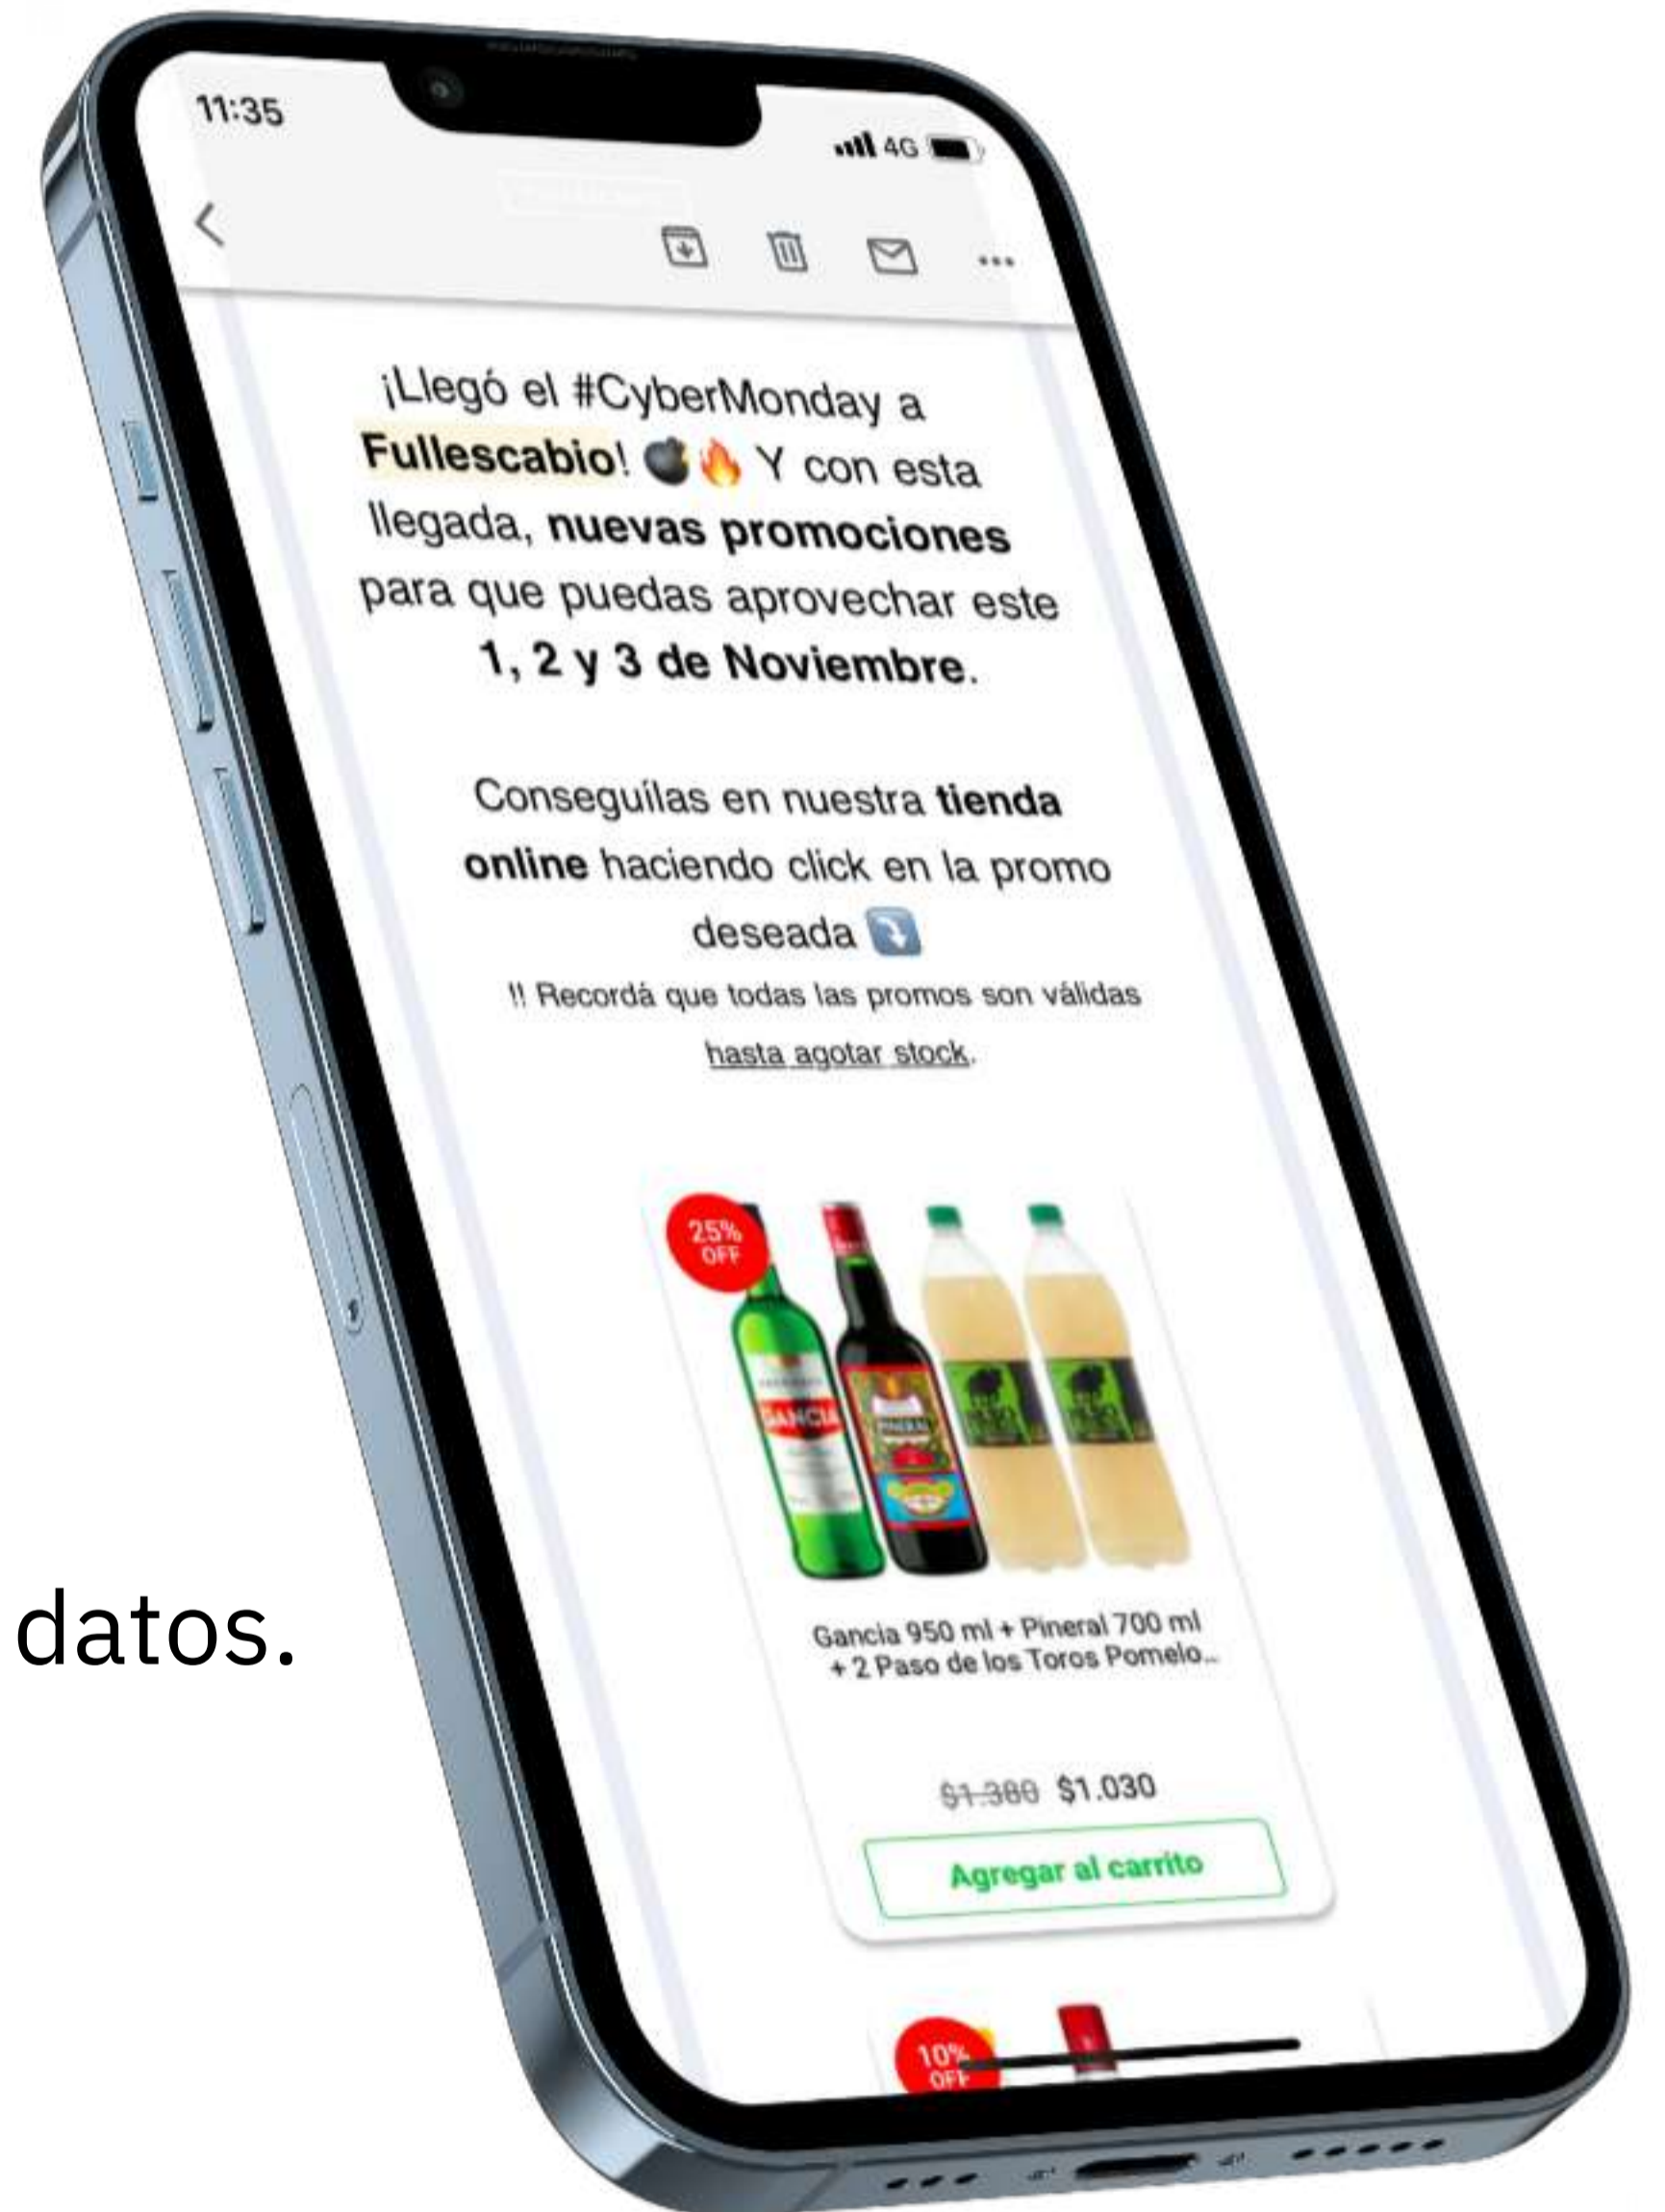 11:35
4G
¡Llegó el #CyberMonday a
Fullescabio! 💣🔥 Y con esta
llegada, nuevas promociones
para que puedas aprovechar este
1, 2 y 3 de Noviembre.
Conseguílas en nuestra tienda
online haciendo click en la promo
deseada ⤵️
!! Recordá que todas las promos son válidas
hasta agotar stock.
25%
OFF
GANCIA
PINERAL
Gancia 950 ml + Pineral 700 ml
+ 2 Paso de los Toros Pomelo...
datos.
$1.380 $1.030
Agregar al carrito
10%
OFF